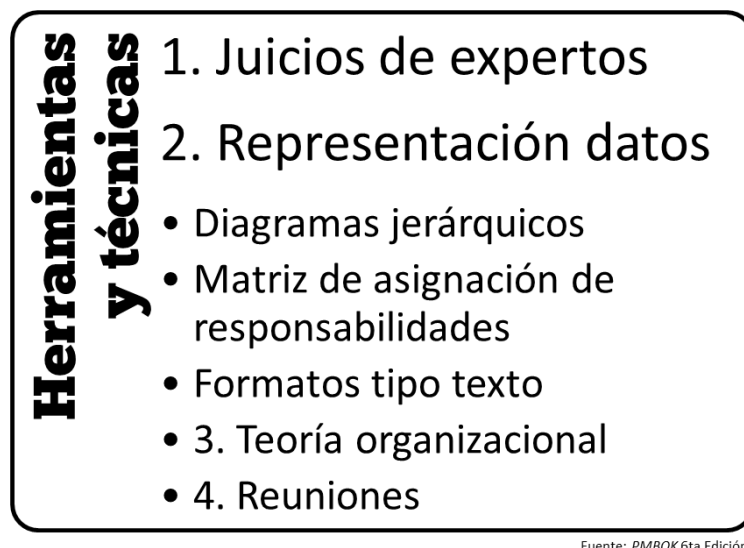 Herramientas
y técnicas
1. Juicios de expertos
2. Representación datos
• Diagramas jerárquicos
• Matriz de asignación de
responsabilidades
• Formatos tipo texto
• 3. Teoría organizacional
• 4. Reuniones
Fuente: PMBOK 6ta Edición